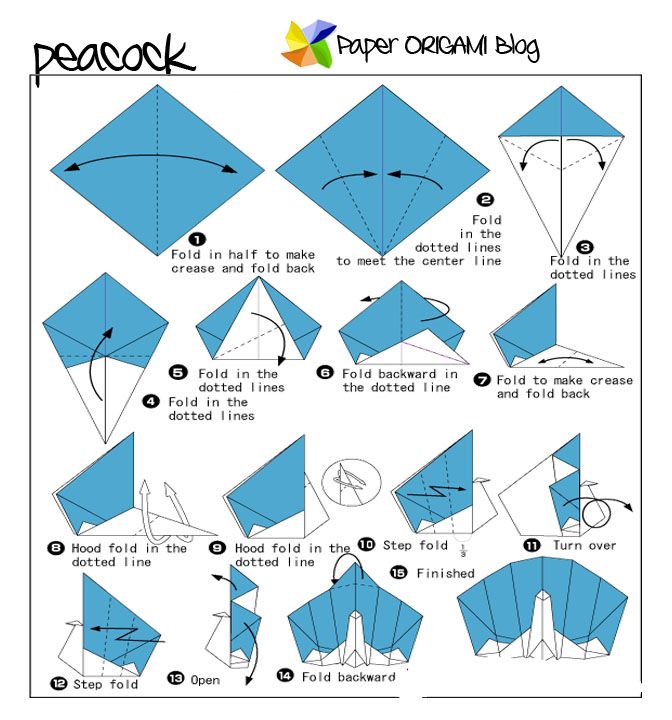 peacock
Paper ORIGAMI Blog
1
Fold in half to make
crease and fold back
2
Fold
in the
dotted lines
to meet the center line
3
Fold in the
dotted lines
4 Fold in the
dotted lines
5 Fold in the
dotted lines
6 Fold backward in
the dotted line
7 Fold to make crease
and fold back
8 Hood fold in the
dotted line
9 Hood fold in the
dotted line
10 Step fold
11 Turn over
12 Step fold
13 Open
14 Fold backward
15 Finished